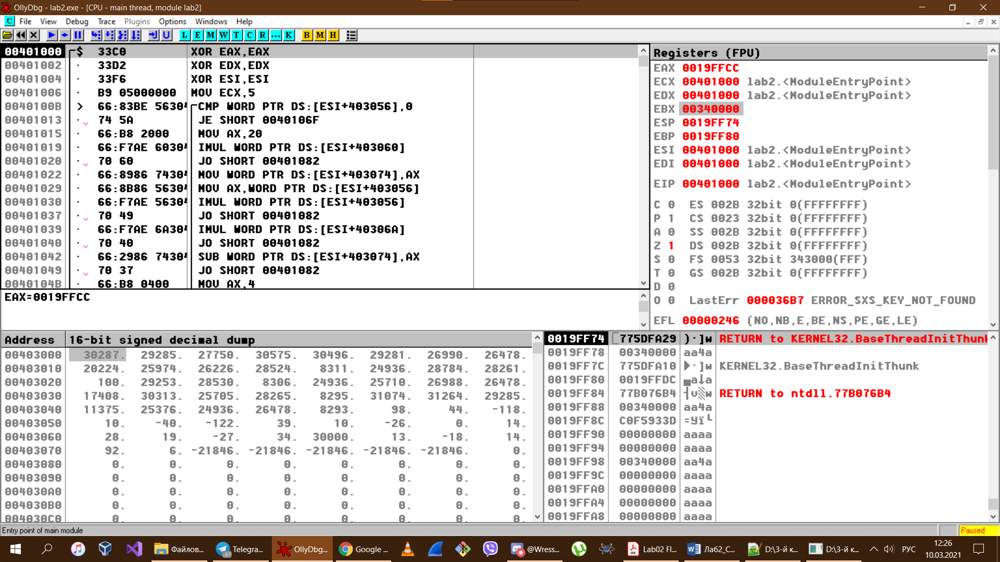 OllyDbg - lab2.exe - [CPU - main thread, module lab2]
C File View Debug Trace Plugins Options Windows Help
L E M W T C R ... K B M H
00401000 $ 33C0 XOR EAX,EAX
00401002 · 33D2 XOR EDX,EDX
00401004 · 33F6 XOR ESI,ESI
00401006 · B9 05000000 MOV ECX,5
0040100B > 66:83BE 5630 CMP WORD PTR DS:[ESI+403056],0
00401013 · 74 5A JE SHORT 0040106F
00401015 · 66:B8 2000 MOV AX,20
00401019 · 66:F7AE 6030 IMUL WORD PTR DS:[ESI+403060]
00401020 · 70 60 JO SHORT 00401082
00401022 · 66:8986 7430 MOV WORD PTR DS:[ESI+403074],AX
00401029 · 66:8B86 5630 MOV AX,WORD PTR DS:[ESI+403056]
00401030 · 66:F7AE 5630 IMUL WORD PTR DS:[ESI+403056]
00401037 · 70 49 JO SHORT 00401082
00401039 · 66:F7AE 6A30 IMUL WORD PTR DS:[ESI+40306A]
00401040 · 70 40 JO SHORT 00401082
00401042 · 66:2986 7430 SUB WORD PTR DS:[ESI+403074],AX
00401049 · 70 37 JO SHORT 00401082
0040104B · 66:B8 0400 MOV AX,4
EAX=0019FFCC
Registers (FPU)
EAX 0019FFCC
ECX 00401000 lab2.<ModuleEntryPoint>
EDX 00401000 lab2.<ModuleEntryPoint>
EBX 00340000
ESP 0019FF74
EBP 0019FF80
ESI 00401000 lab2.<ModuleEntryPoint>
EDI 00401000 lab2.<ModuleEntryPoint>
EIP 00401000 lab2.<ModuleEntryPoint>
C 0 ES 002B 32bit 0(FFFFFFFF)
P 1 CS 0023 32bit 0(FFFFFFFF)
A 0 SS 002B 32bit 0(FFFFFFFF)
Z 1 DS 002B 32bit 0(FFFFFFFF)
S 0 FS 0053 32bit 343000(FFF)
T 0 GS 002B 32bit 0(FFFFFFFF)
D 0
O 0 LastErr 000036B7 ERROR_SXS_KEY_NOT_FOUND
EFL 00000246 (NO,NB,E,BE,NS,PE,GE,LE)
Address 16-bit signed decimal dump
00403000 30287. 29285. 27750. 30575. 30496. 29281. 26990. 26478.
00403010 20224. 25974. 26226. 28524. 8311. 24936. 28784. 28261.
00403020 100. 29253. 28530. 8306. 24936. 25710. 26988. 26478.
00403030 17408. 30313. 25705. 28265. 8295. 31074. 31264. 29285.
00403040 11375. 25376. 24936. 26478. 8293. 98. 44. -118.
00403050 10. -40. -122. 39. 10. -26. 0. 14.
00403060 28. 19. -27. 34. 30000. 13. -18. 14.
00403070 92. 6. -21846. -21846. -21846. -21846. -21846. 0.
00403080 0. 0. 0. 0. 0. 0. 0. 0.
00403090 0. 0. 0. 0. 0. 0. 0. 0.
004030A0 0. 0. 0. 0. 0. 0. 0. 0.
004030B0 0. 0. 0. 0. 0. 0. 0. 0.
004030C0 0. 0. 0. 0. 0. 0. 0. 0.
0019FF74 775DFA29 )·]w RETURN to KERNEL32.BaseThreadInitThunk
0019FF78 00340000 aa4a
0019FF7C 775DFA10 ►·]w KERNEL32.BaseThreadInitThunk
0019FF80 0019FFDC ▄a↓a
0019FF84 77B076B4 ┤v▒w RETURN to ntdll.77B076B4
0019FF88 00340000 aa4a
0019FF8C C0F5933D =Уї└
0019FF90 00000000 aaaa
0019FF94 00000000 aaaa
0019FF98 00340000 aa4a
0019FF9C 00000000 aaaa
0019FFA0 00000000 aaaa
0019FFA4 00000000 aaaa
0019FFA8 00000000 aaaa
Entry point of main module Paused
Файлов... Telegra... .61 OllyDbg... Google ... @Wress... Lab02 Fl... Ла62_С... D:\3-й к... D:\3-й к... РУС 12:26
10.03.2021